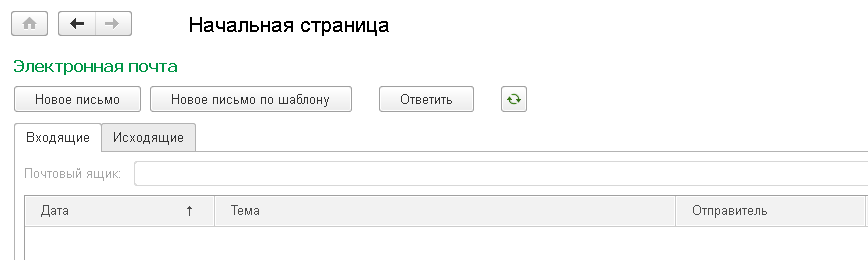 Начальная страница
Электронная почта
Новое письмо Новое письмо по шаблону Ответить
Входящие Исходящие
Почтовый ящик:
Дата ↑ Тема Отправитель